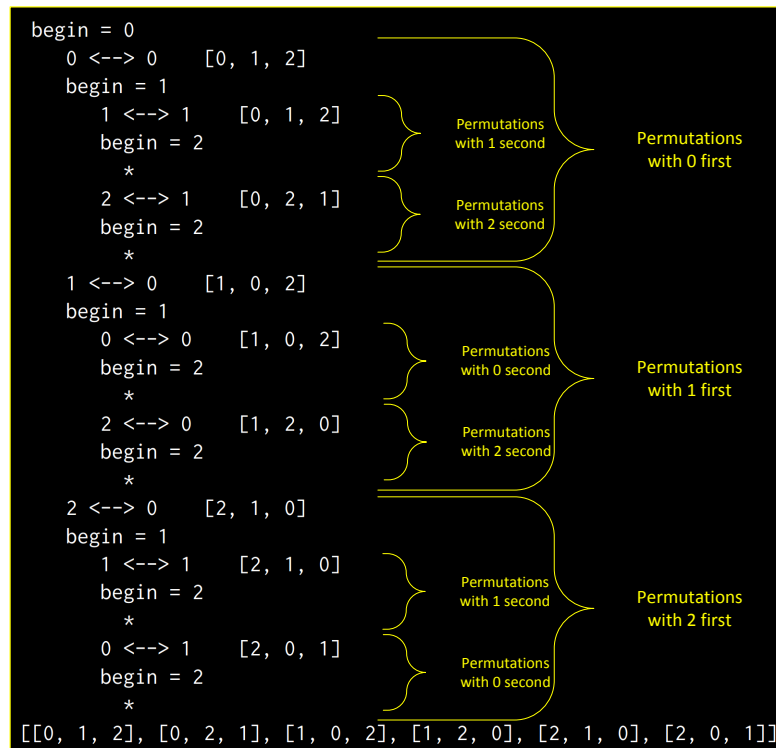 begin = 0
0 <--> 0 [0, 1, 2]
begin = 1
1 <--> 1 [0, 1, 2]
begin = 2
*
2 <--> 1 [0, 2, 1]
begin = 2
*
Permutations
with 1 second
Permutations
with 2 second
Permutations
with 0 first
1 <--> 0 [1, 0, 2]
begin = 1
0 <--> 0 [1, 0, 2]
begin = 2
*
2 <--> 0 [1, 2, 0]
begin = 2
*
Permutations
with 0 second
Permutations
with 2 second
Permutations
with 1 first
2 <--> 0 [2, 1, 0]
begin = 1
1 <--> 1 [2, 1, 0]
begin = 2
*
0 <--> 1 [2, 0, 1]
begin = 2
*
Permutations
with 1 second
Permutations
with 0 second
Permutations
with 2 first
[[0, 1, 2], [0, 2, 1], [1, 0, 2], [1, 2, 0], [2, 1, 0], [2, 0, 1]]